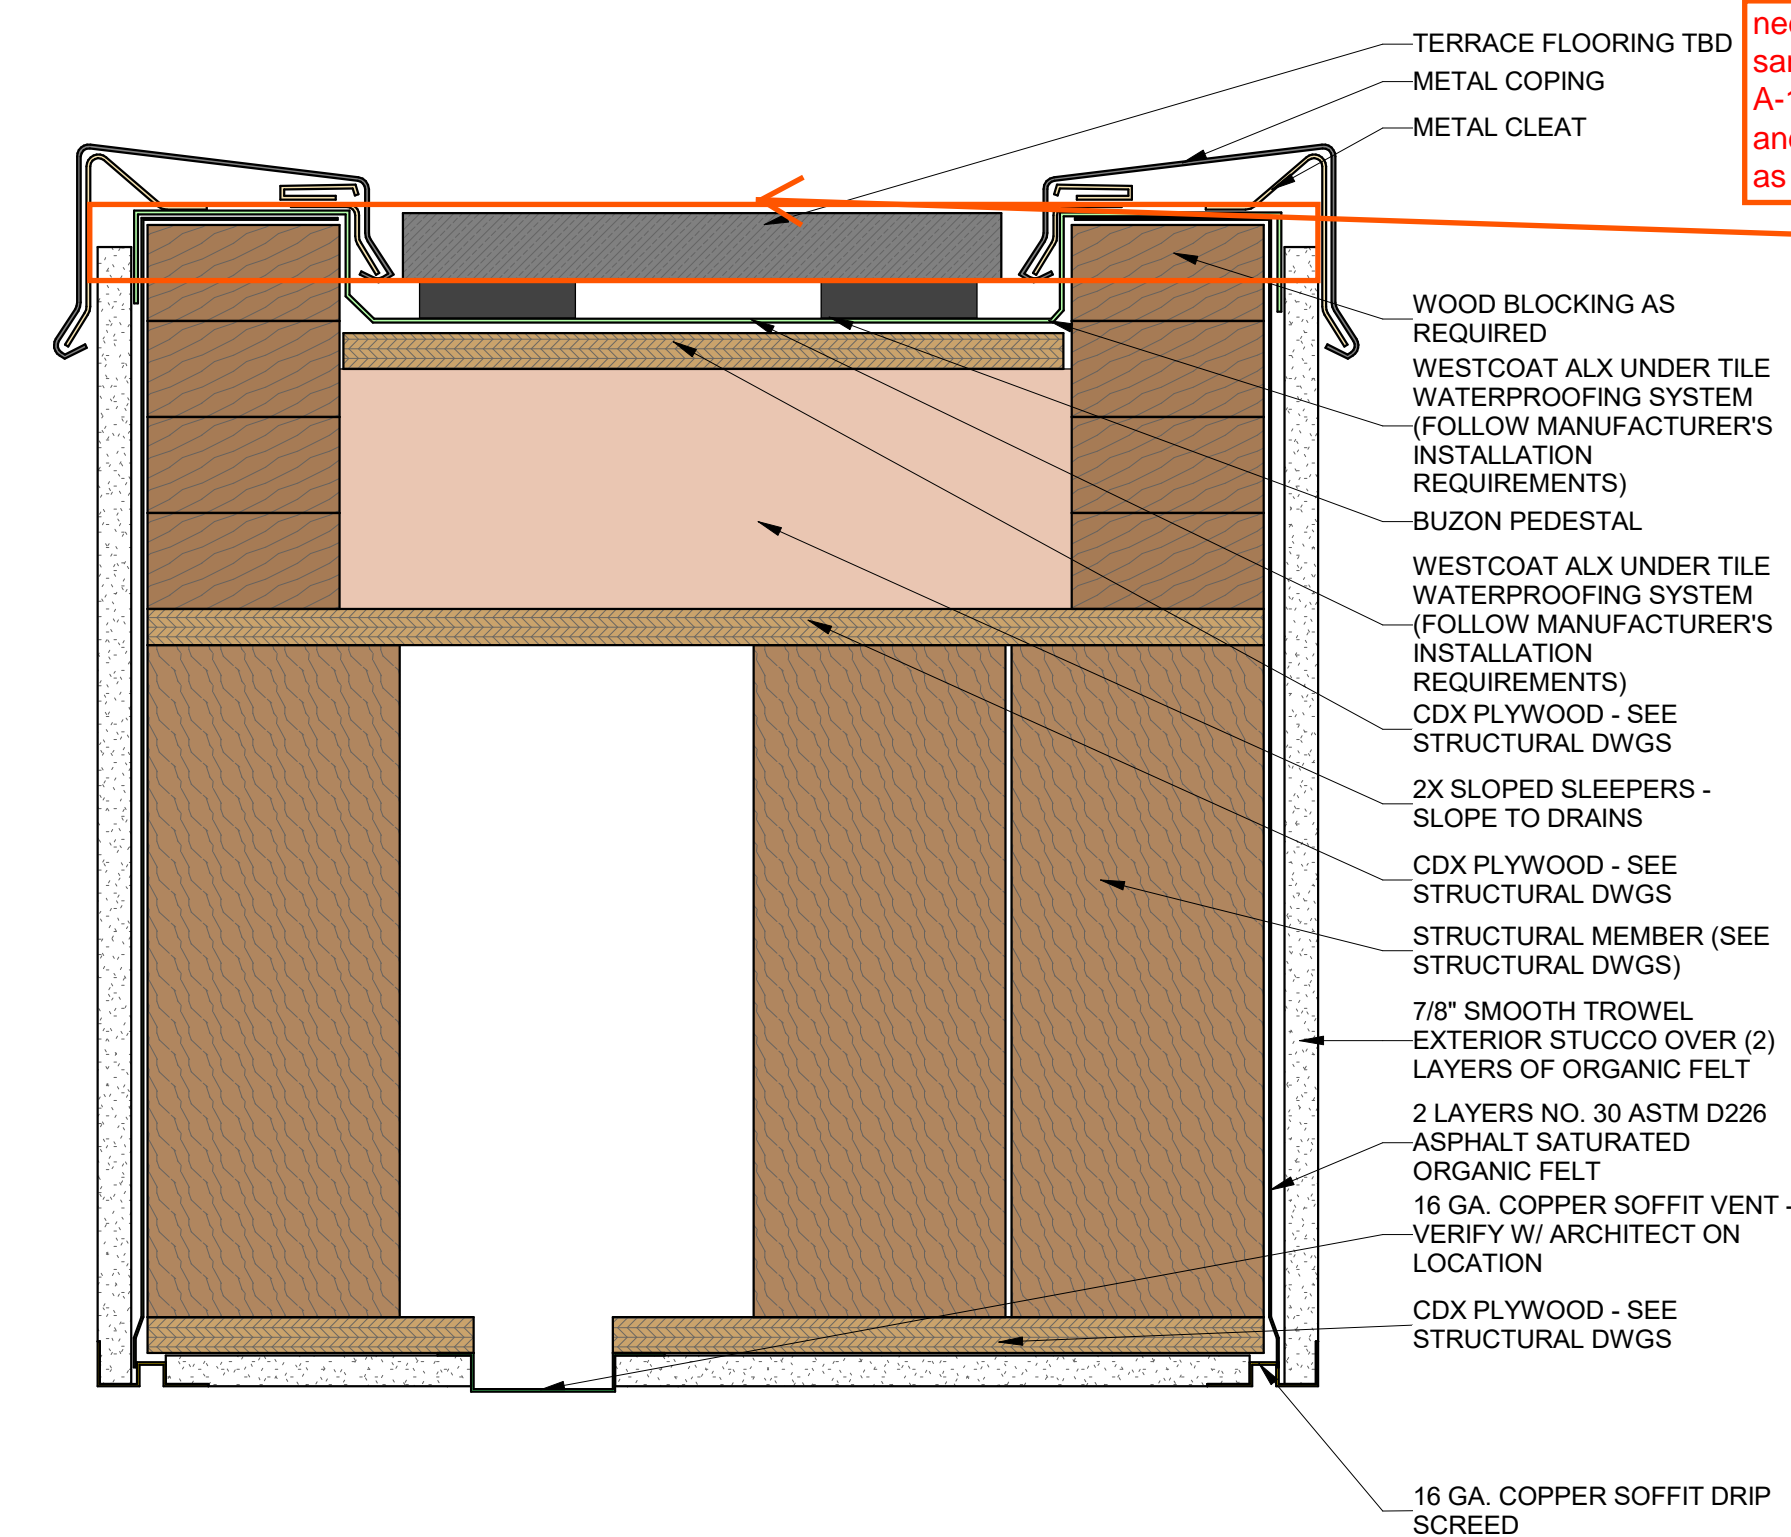 TERRACE FLOORING TBD
METAL COPING
METAL CLEAT
WOOD BLOCKING AS
REQUIRED
WESTCOAT ALX UNDER TILE
WATERPROOFING SYSTEM
(FOLLOW MANUFACTURER'S
INSTALLATION
REQUIREMENTS)
BUZON PEDESTAL
WESTCOAT ALX UNDER TILE
WATERPROOFING SYSTEM
(FOLLOW MANUFACTURER'S
INSTALLATION
REQUIREMENTS)
CDX PLYWOOD - SEE
STRUCTURAL DWGS
2X SLOPED SLEEPERS -
SLOPE TO DRAINS
CDX PLYWOOD - SEE
STRUCTURAL DWGS
STRUCTURAL MEMBER (SEE
STRUCTURAL DWGS)
7/8" SMOOTH TROWEL
EXTERIOR STUCCO OVER (2)
LAYERS OF ORGANIC FELT
2 LAYERS NO. 30 ASTM D226
ASPHALT SATURATED
ORGANIC FELT
16 GA. COPPER SOFFIT VENT -
VERIFY W/ ARCHITECT ON
LOCATION
CDX PLYWOOD - SEE
STRUCTURAL DWGS
16 GA. COPPER SOFFIT DRIP
SCREED
as